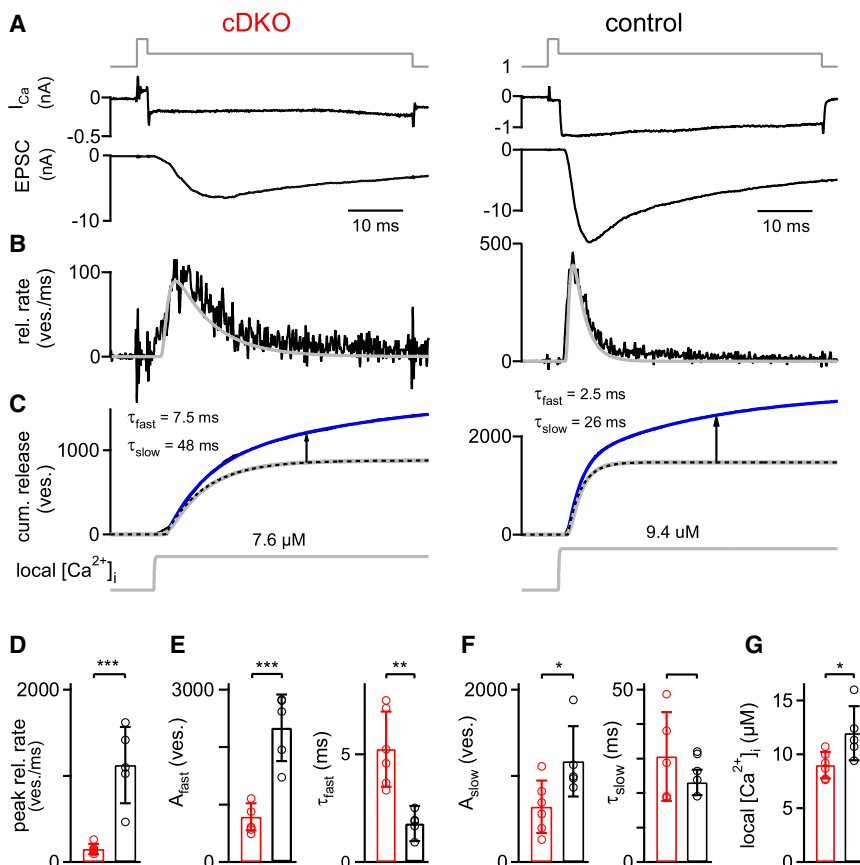 A
cDKO
control
I_Ca (nA)
0
-0.5
1
0
-1
EPSC (nA)
0
-10
10 ms
0
-10
10 ms
B
rel. rate (ves./ms)
100
0
500
0
C
cum. release (ves.)
τ_fast = 7.5 ms
τ_slow = 48 ms
1000
0
τ_fast = 2.5 ms
τ_slow = 26 ms
2000
0
7.6 µM
9.4 uM
local [Ca²⁺]_i
D
peak rel. rate (ves./ms)
2000
0
***
E
A_fast (ves.)
3000
0
***
τ_fast (ms)
5
0
**
F
A_slow (ves.)
2000
0
*
τ_slow (ms)
50
0
G
local [Ca²⁺]_i (µM)
15
10
5
0
*